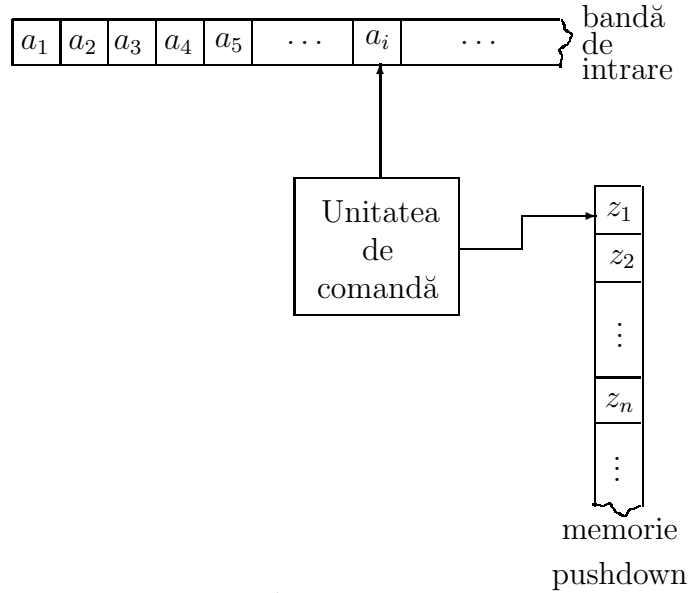 a₁ a₂ a₃ a₄ a₅ ⋯ aᵢ ⋯
bandă
de
intrare
Unitatea
de
comandă
z₁
z₂
⋮
zₙ
⋮
memorie
pushdown